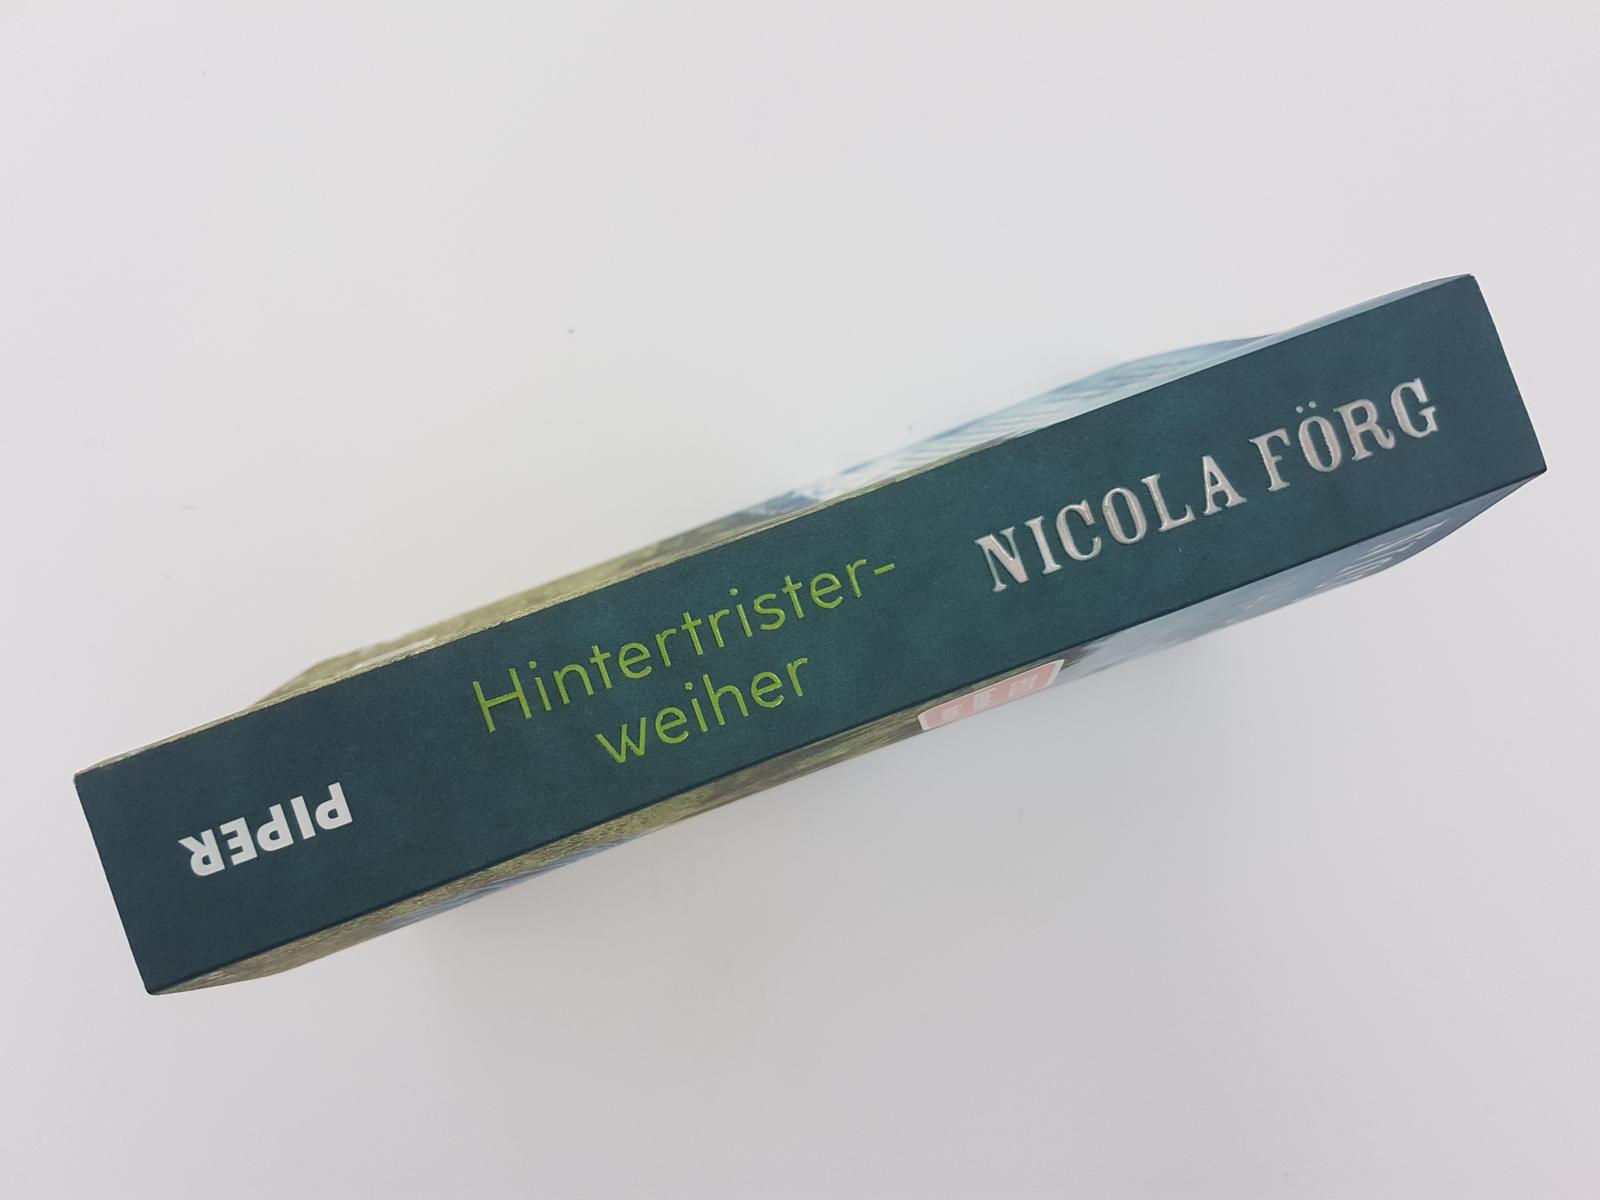 NICOLA FÖRG
Hintertrister-
weiher
PIPER